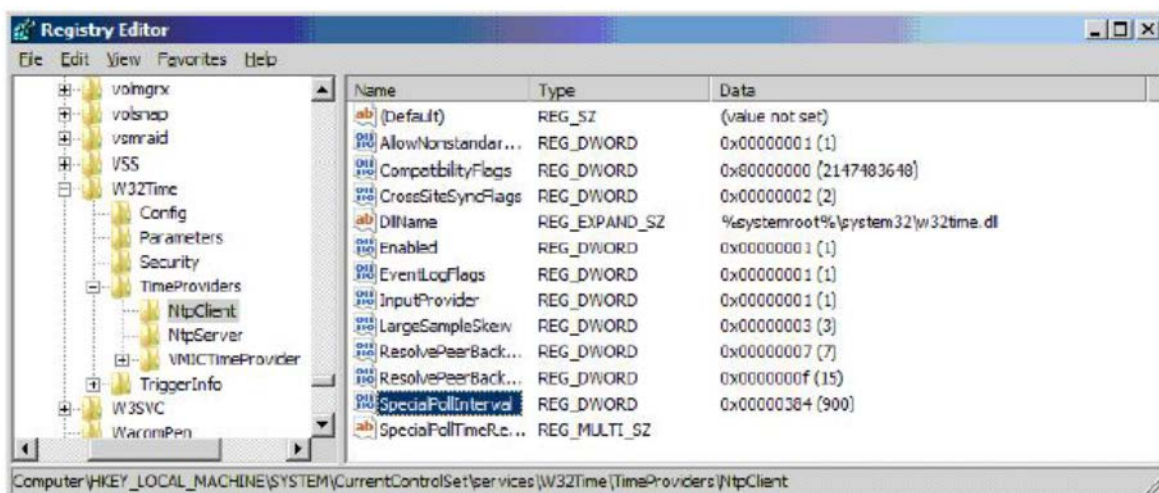 Registry Editor
File Edit View Favorites Help
volmgrx
volsnap
vsmraid
VSS
W32Time
Config
Parameters
Security
TimeProviders
NtpClient
NtpServer
VMICTimeProvider
TriggerInfo
W3SVC
WacomPen
Name Type Data
(Default) REG_SZ (value not set)
AllowNonstandar... REG_DWORD 0x00000001 (1)
CompatibilityFlags REG_DWORD 0x80000000 (2147483648)
CrossSiteSyncFlags REG_DWORD 0x00000002 (2)
DllName REG_EXPAND_SZ %systemroot%\system32\w32time.dll
Enabled REG_DWORD 0x00000001 (1)
EventLogFlags REG_DWORD 0x00000001 (1)
InputProvider REG_DWORD 0x00000001 (1)
LargeSampleSkew REG_DWORD 0x00000003 (3)
ResolvePeerBack... REG_DWORD 0x00000007 (7)
ResolvePeerBack... REG_DWORD 0x0000000f (15)
SpecialPollInterval REG_DWORD 0x00000384 (900)
SpecialPollTimeRe... REG_MULTI_SZ
Computer\HKEY_LOCAL_MACHINE\SYSTEM\CurrentControlSet\services\W32Time\TimeProviders\NtpClient